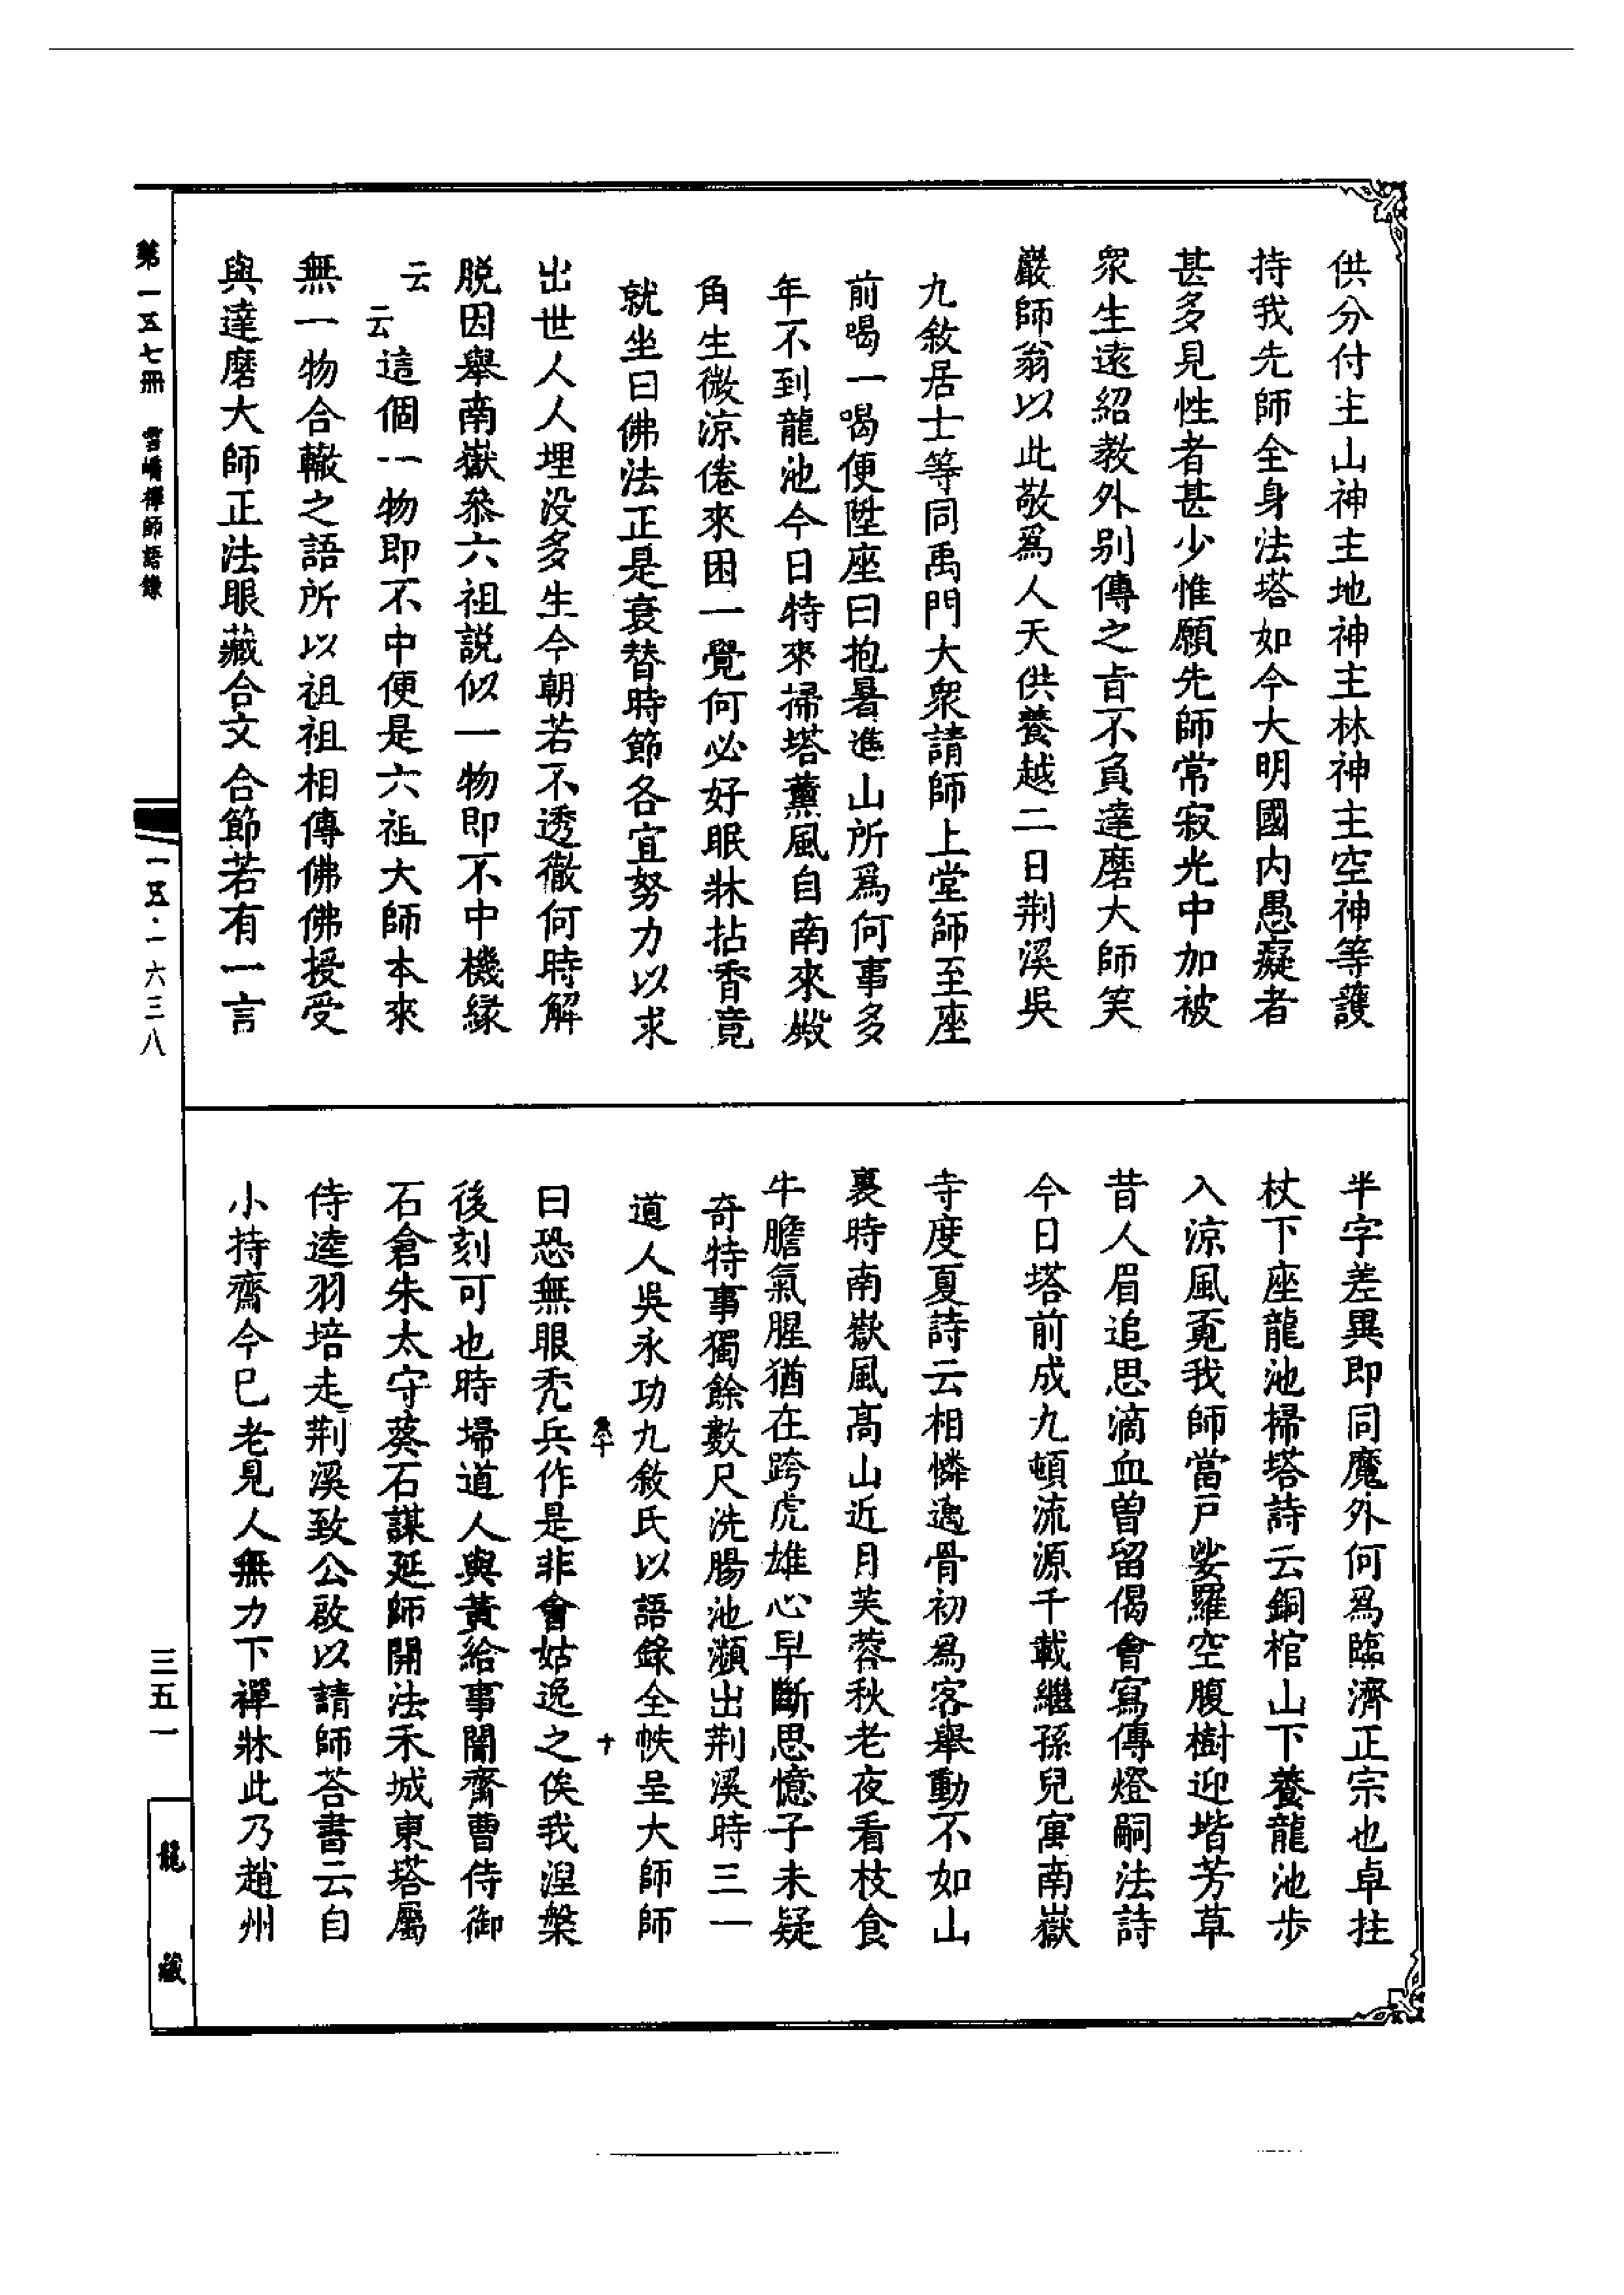 供分付主山神主地神主林神主空神等護
持我先師全身法塔如今大明國内愚癡者
甚多見性者甚少惟願先師常寂光中加被
衆生遠紹教外别傳之旨不負達磨大師笑
巖師翁以此敬爲人天供養越二日荆溪吳
九敘居士等同禹門大衆請師上堂師至座
前喝一喝便陞座曰抱暑進山所爲何事多
年不到龍池今日特來掃塔薰風自南來殿
角生微涼倦來困一覺何必好眠牀拈香竟
就坐曰佛法正是衰替時節各宜努力以求
出世人人埋没多生今朝若不透徹何時解
脱因舉南嶽叅六祖説似一物即不中機緣
云云這個一物即不中便是六祖大師本來
無一物合轍之語所以祖祖相傳佛佛授受
與達磨大師正法眼藏合文合節若有一言
半字差異即同魔外何爲臨濟正宗也卓拄
杖下座龍池掃塔詩云銅棺山下養龍池步
入涼風覔我師當戸娑羅空腹樹迎堦芳草
昔人眉追思滴血曽留偈會寫傳燈嗣法詩
今日塔前成九頓流源千載繼孫兒寓南嶽
寺度夏詩云相憐邁骨初爲客舉動不如山
裏時南嶽風高山近月芙蓉秋老夜看枝食
牛膽氣腥猶在跨虎雄心早斷思憶子未疑
奇特事獨餘數尺洗腸池瀕出荆溪時三一
道人吳永功九敘氏以語錄全帙呈大師師
曰恐無眼禿兵作是非會姑逸之俟我涅槃
後刻可也時埽道人與黃給事闇齋曹侍御
石倉朱太守葵石謀延師開法禾城東塔屬
侍逵羽培走荆溪致公啟以請師荅書云自
小持齋今已老見人無力下禪牀此乃趙州
第一五七冊　雪嶠禪師語錄
一五五·一六三八
三五一
龍藏